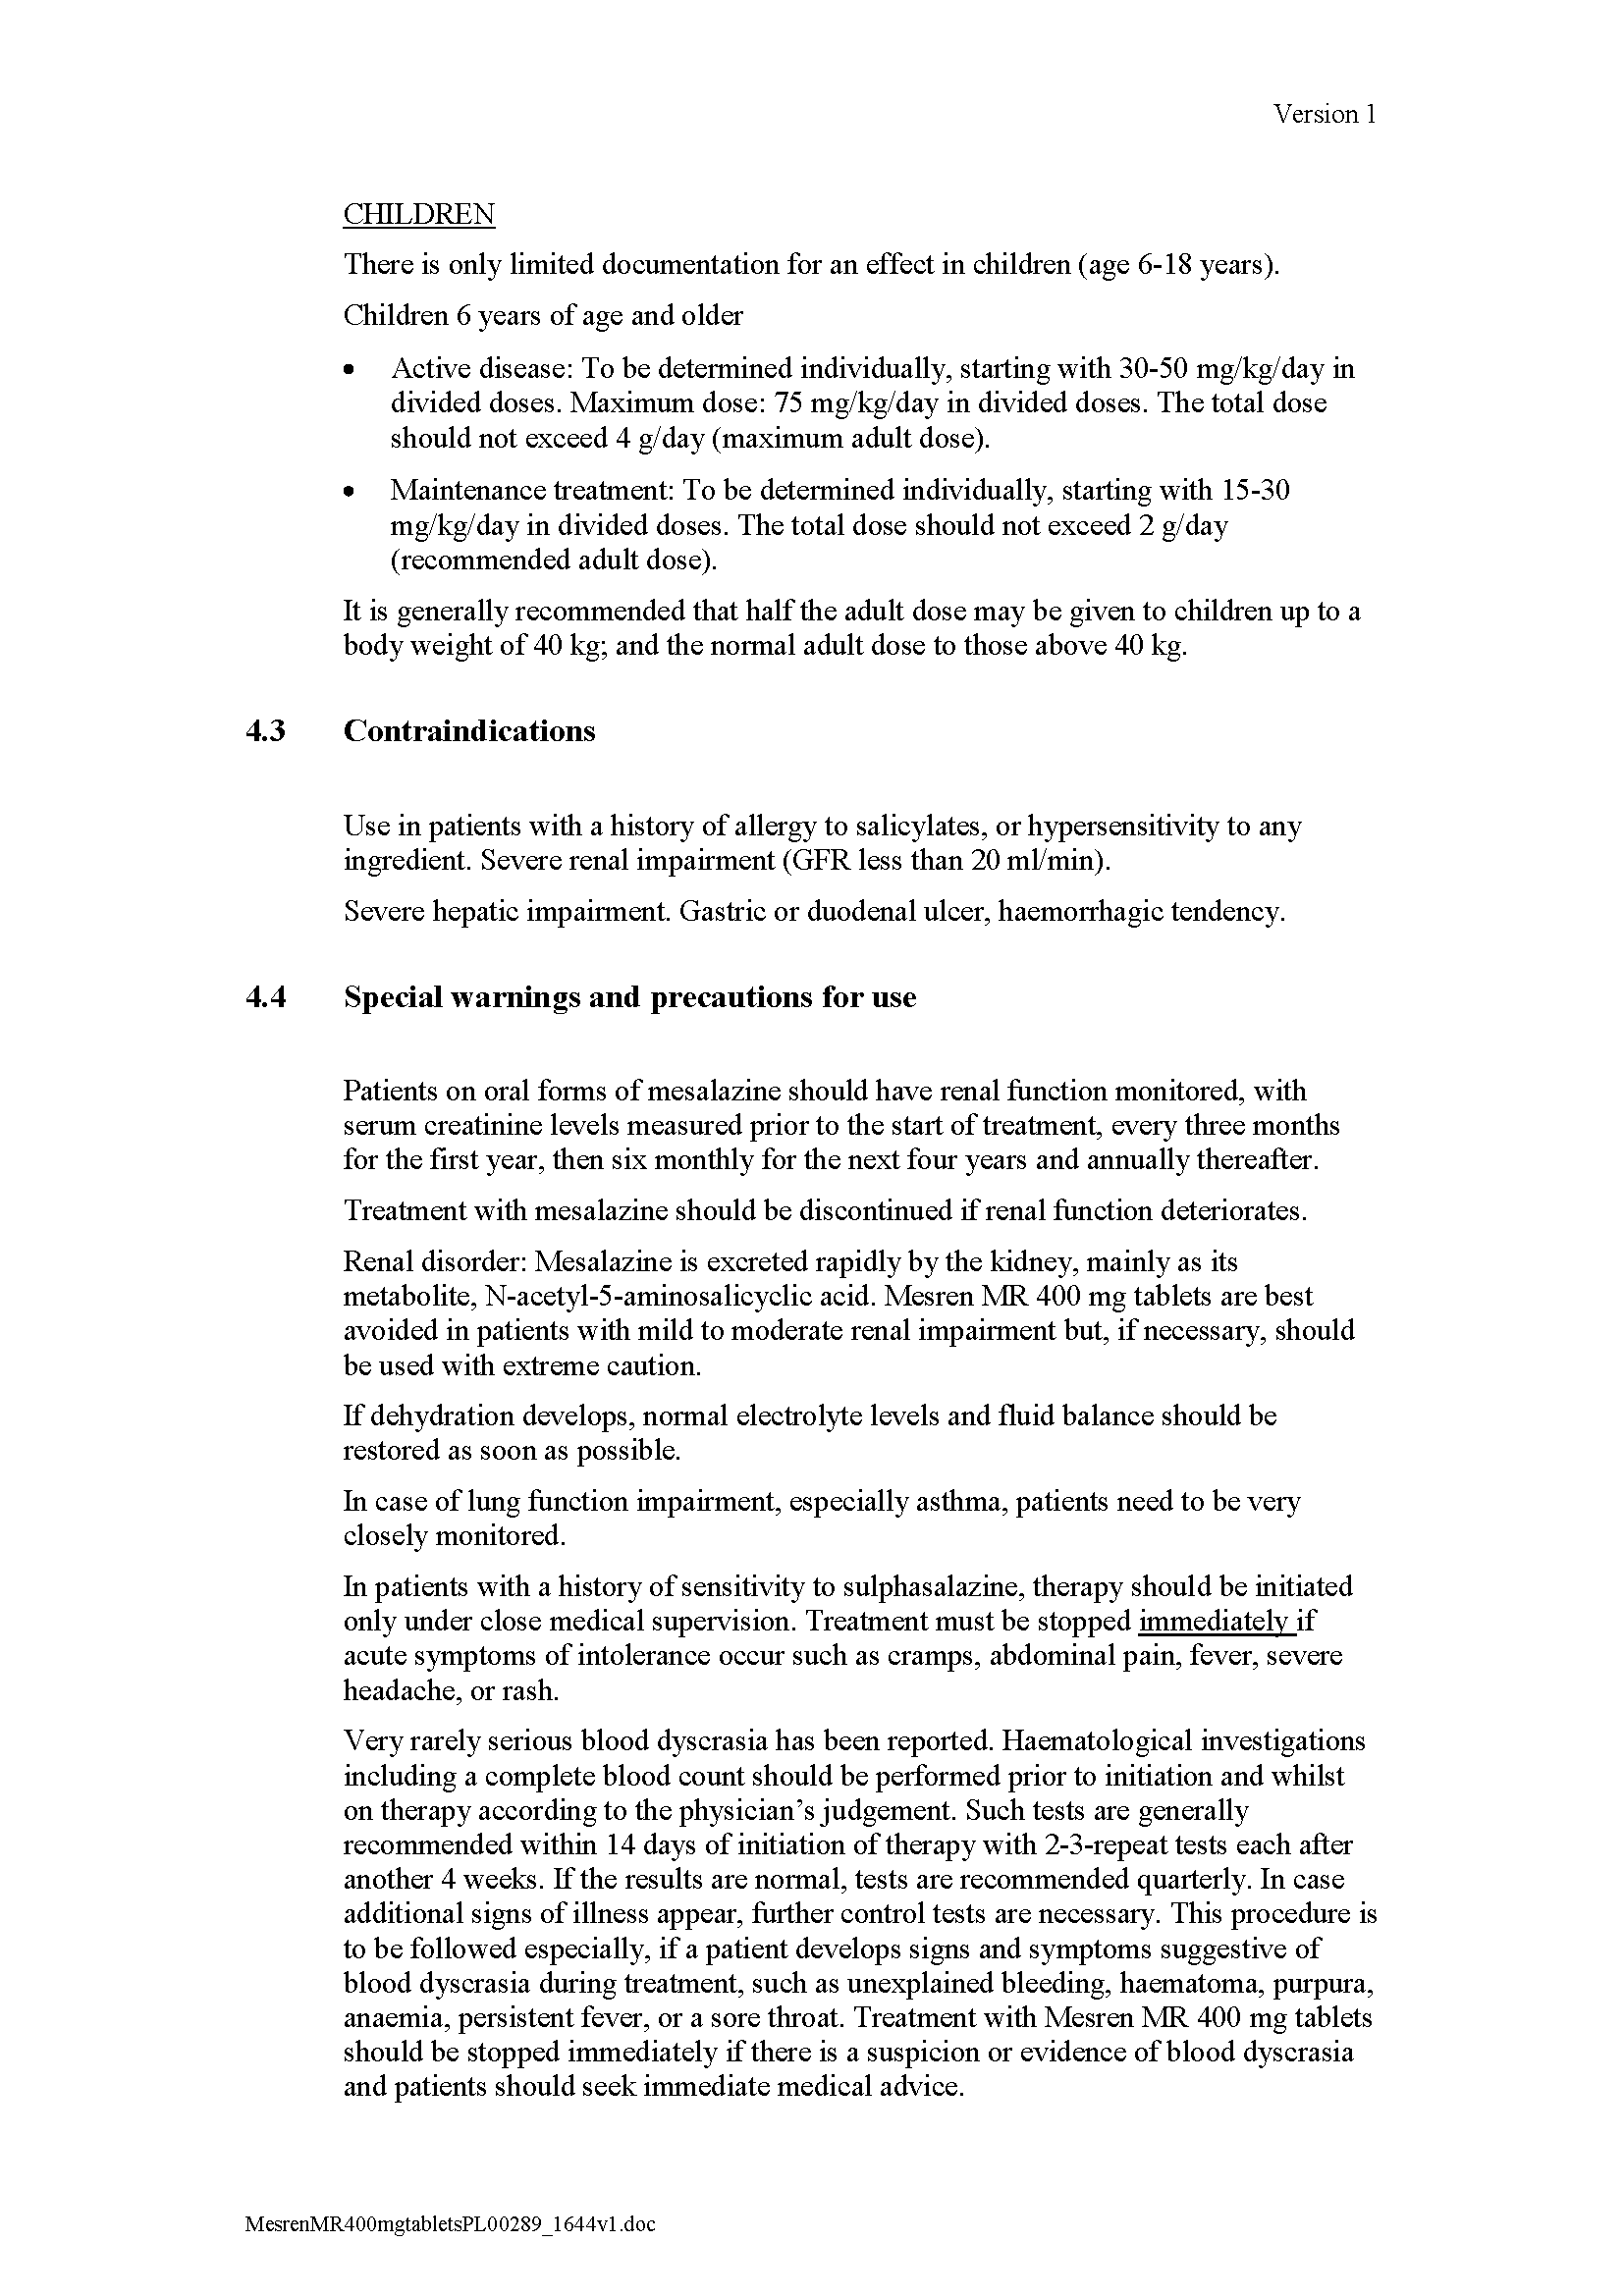 Version 1
CHILDREN
There is only limited documentation for an effect in children (age 6-18 years).
Children 6 years of age and older
• Active disease: To be determined individually, starting with 30-50 mg/kg/day in
divided doses. Maximum dose: 75 mg/kg/day in divided doses. The total dose
should not exceed 4 g/day (maximum adult dose).
• Maintenance treatment: To be determined individually, starting with 15-30
mg/kg/day in divided doses. The total dose should not exceed 2 g/day
(recommended adult dose).
It is generally recommended that half the adult dose may be given to children up to a
body weight of 40 kg; and the normal adult dose to those above 40 kg.
4.3 Contraindications
Use in patients with a history of allergy to salicylates, or hypersensitivity to any
ingredient. Severe renal impairment (GFR less than 20 ml/min).
Severe hepatic impairment. Gastric or duodenal ulcer, haemorrhagic tendency.
4.4 Special warnings and precautions for use
Patients on oral forms of mesalazine should have renal function monitored, with
serum creatinine levels measured prior to the start of treatment, every three months
for the first year, then six monthly for the next four years and annually thereafter.
Treatment with mesalazine should be discontinued if renal function deteriorates.
Renal disorder: Mesalazine is excreted rapidly by the kidney, mainly as its
metabolite, N-acetyl-5-aminosalicyclic acid. Mesren MR 400 mg tablets are best
avoided in patients with mild to moderate renal impairment but, if necessary, should
be used with extreme caution.
If dehydration develops, normal electrolyte levels and fluid balance should be
restored as soon as possible.
In case of lung function impairment, especially asthma, patients need to be very
closely monitored.
In patients with a history of sensitivity to sulphasalazine, therapy should be initiated
only under close medical supervision. Treatment must be stopped immediately if
acute symptoms of intolerance occur such as cramps, abdominal pain, fever, severe
headache, or rash.
Very rarely serious blood dyscrasia has been reported. Haematological investigations
including a complete blood count should be performed prior to initiation and whilst
on therapy according to the physician’s judgement. Such tests are generally
recommended within 14 days of initiation of therapy with 2-3-repeat tests each after
another 4 weeks. If the results are normal, tests are recommended quarterly. In case
additional signs of illness appear, further control tests are necessary. This procedure is
to be followed especially, if a patient develops signs and symptoms suggestive of
blood dyscrasia during treatment, such as unexplained bleeding, haematoma, purpura,
anaemia, persistent fever, or a sore throat. Treatment with Mesren MR 400 mg tablets
should be stopped immediately if there is a suspicion or evidence of blood dyscrasia
and patients should seek immediate medical advice.
MesrenMR400mgtabletsPL00289_1644v1.doc